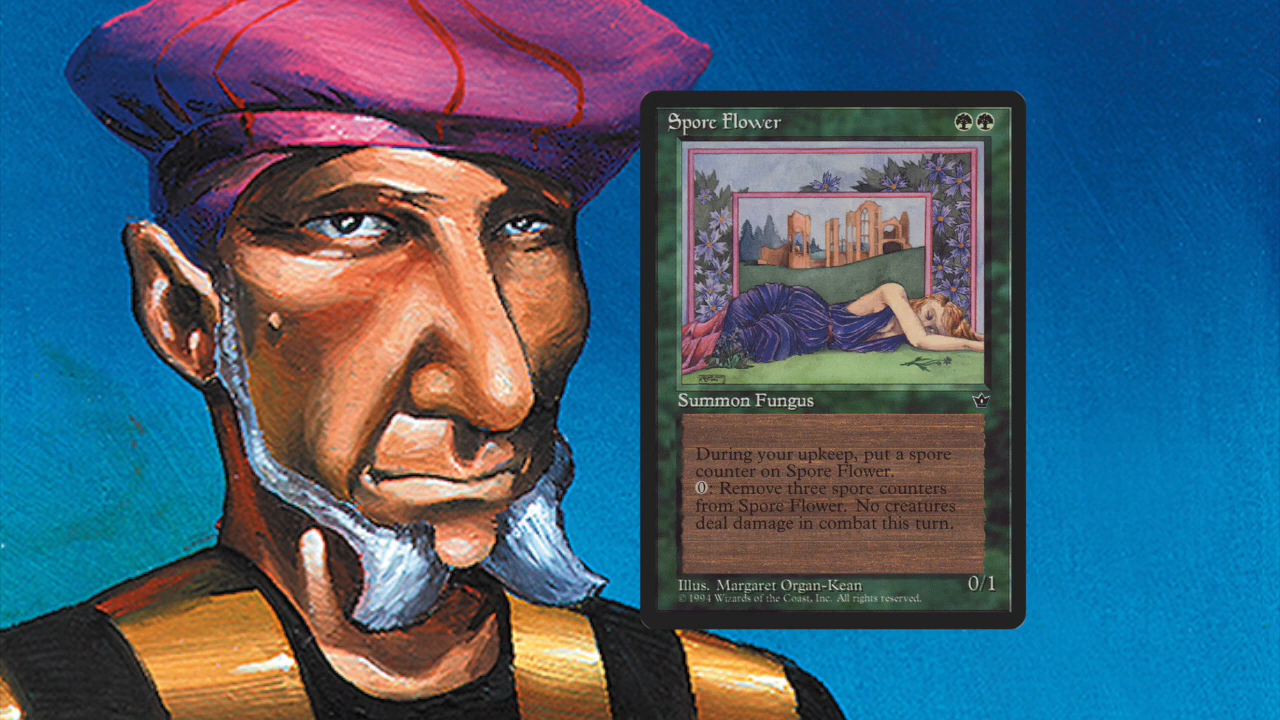 Spore Flower
Summon Fungus
During your upkeep, put a spore
counter on Spore Flower.
0: Remove three spore counters
from Spore Flower. No creatures
deal damage in combat this turn.
Illus. Margaret Organ-Kean
0/1
© 1994 Wizards of the Coast, Inc. All rights reserved.